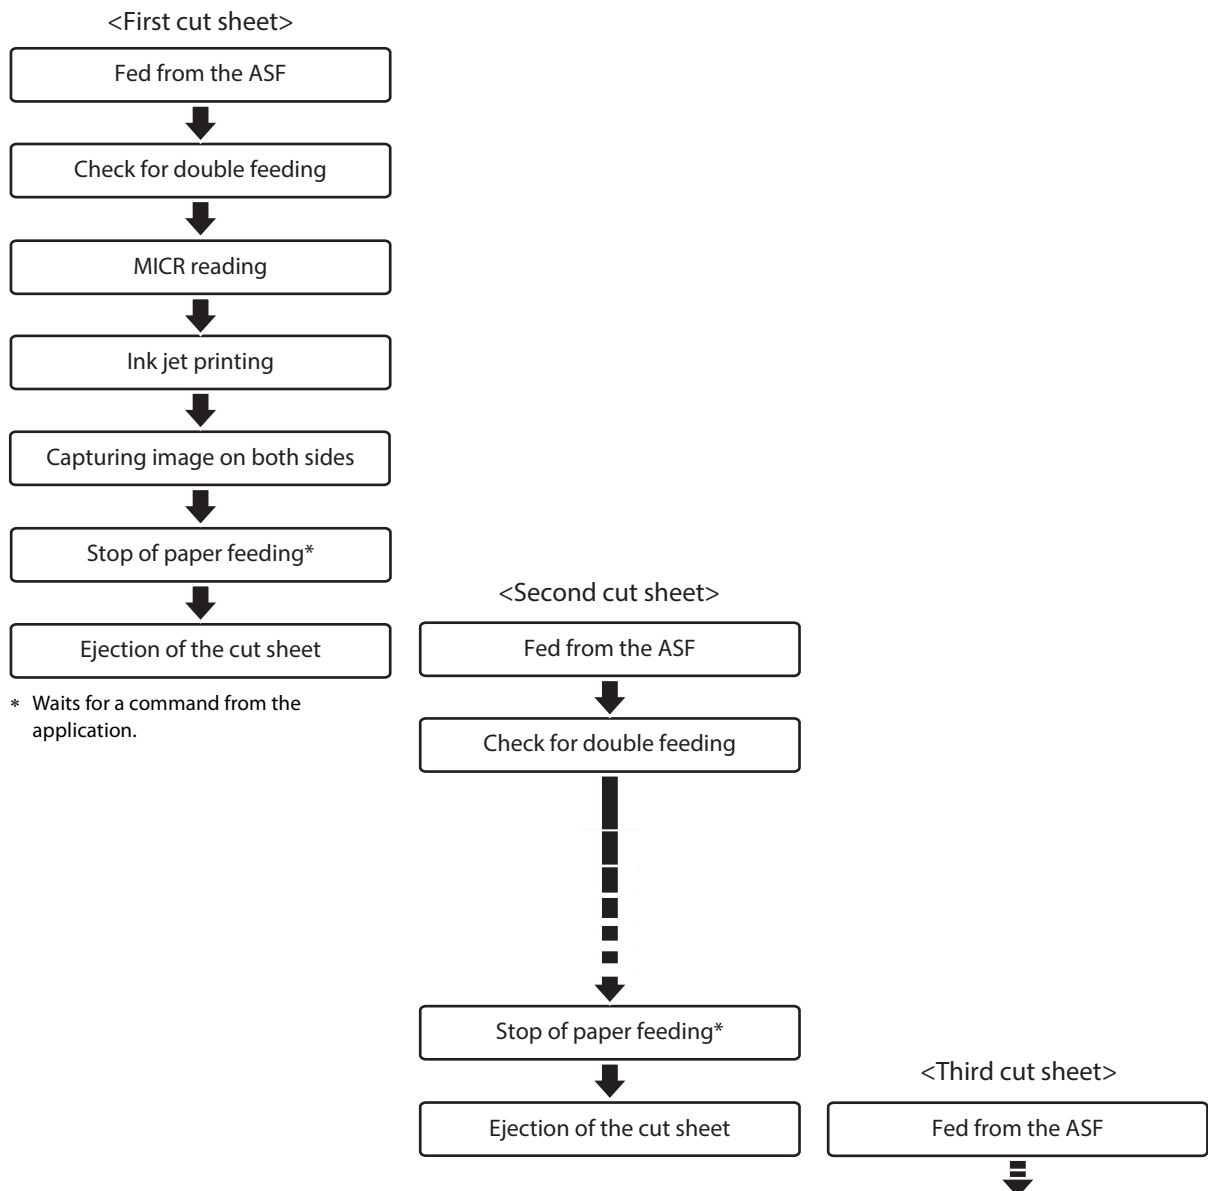 <First cut sheet>
Fed from the ASF
Check for double feeding
MICR reading
Ink jet printing
Capturing image on both sides
Stop of paper feeding*
Ejection of the cut sheet
* Waits for a command from the
application.
<Second cut sheet>
Fed from the ASF
Check for double feeding
Stop of paper feeding*
Ejection of the cut sheet
<Third cut sheet>
Fed from the ASF